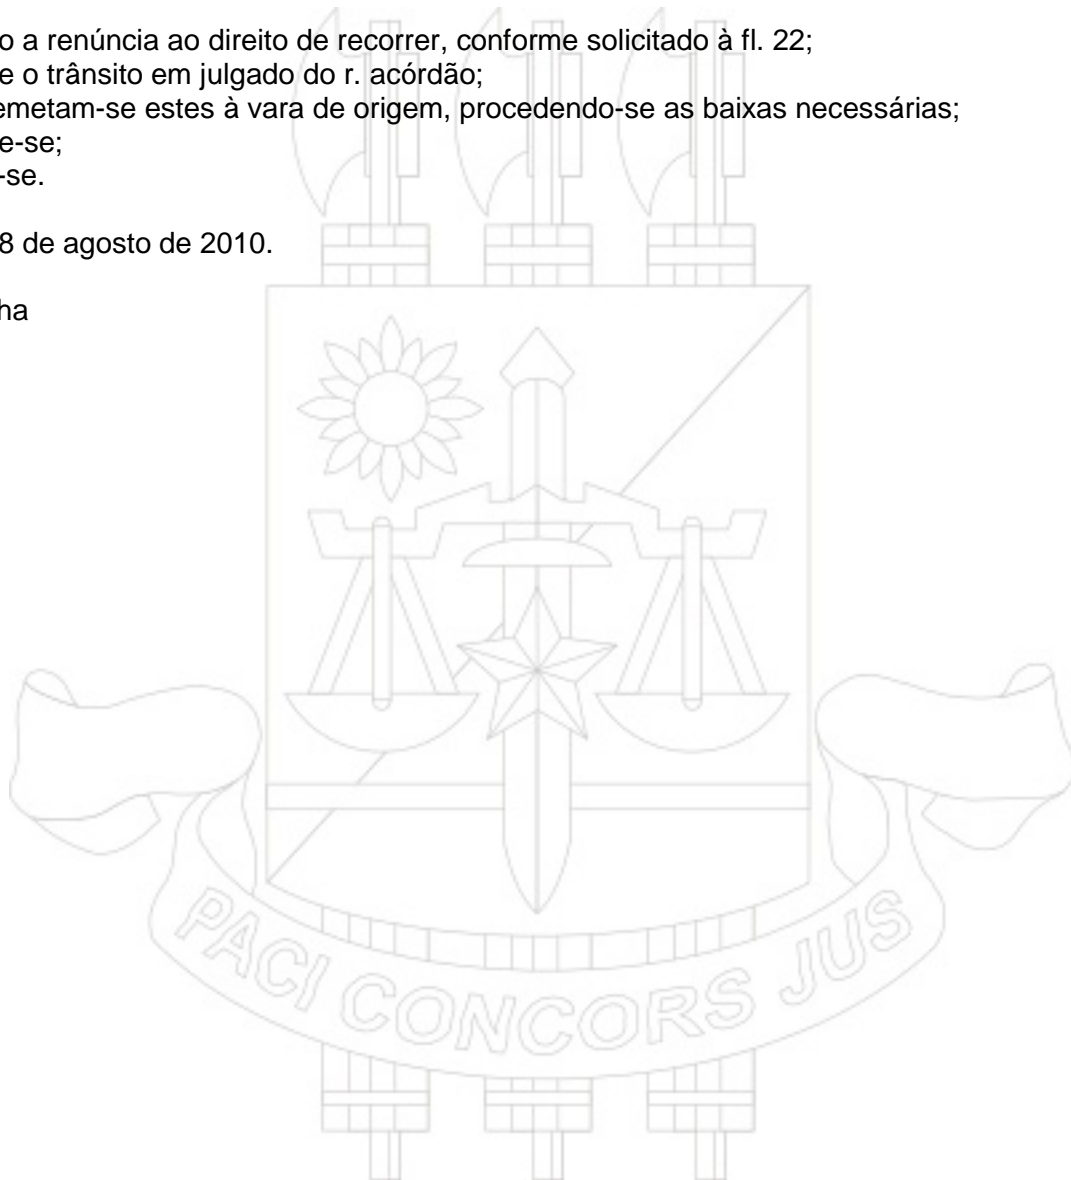 o a renúncia ao direito de recorrer, conforme solicitado à fl. 22;
e o trânsito em julgado do r. acórdão;
emetam-se estes à vara de origem, procedendo-se as baixas necessárias;
e-se;
-se.
8 de agosto de 2010.
ha
PACI CONCORS JUS